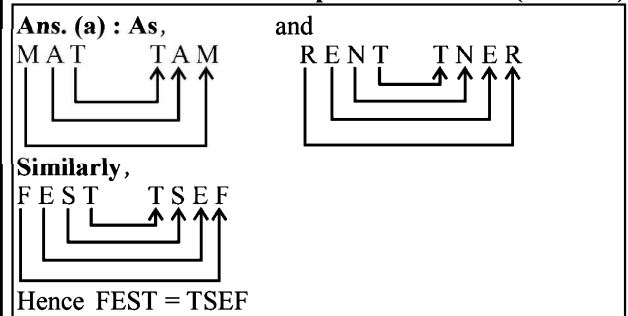 Ans. (a) : As, and
M A T T A M R E N T T N E R
Similarly,
F E S T T S E F
Hence FEST = TSEF